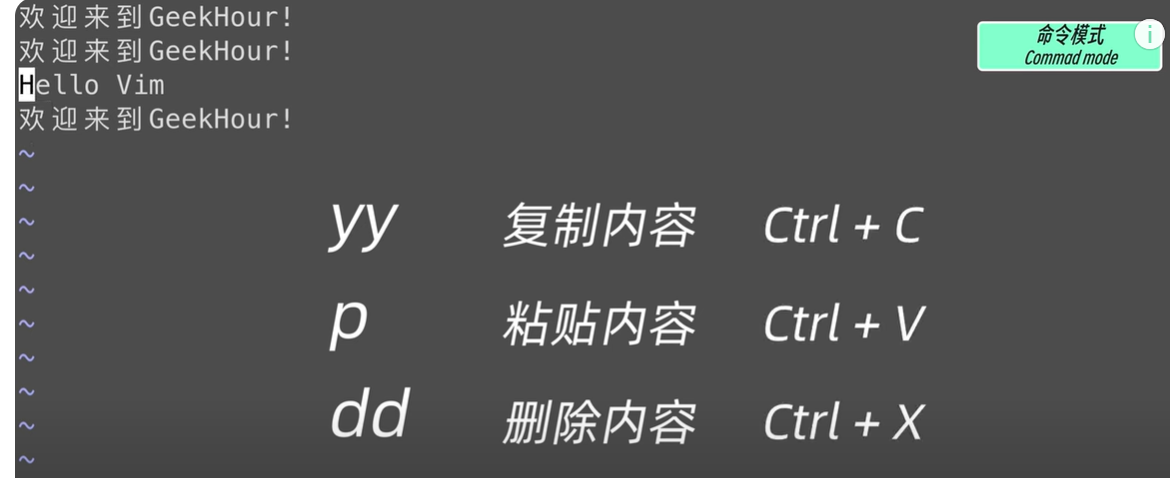 欢迎来到GeekHour!
欢迎来到GeekHour!
Hello Vim
欢迎来到GeekHour!
~
~
~
~
~
~
~
~
~
~
命令模式
Commad mode
i
yy 复制内容 Ctrl + C
p 粘贴内容 Ctrl + V
dd 删除内容 Ctrl + X